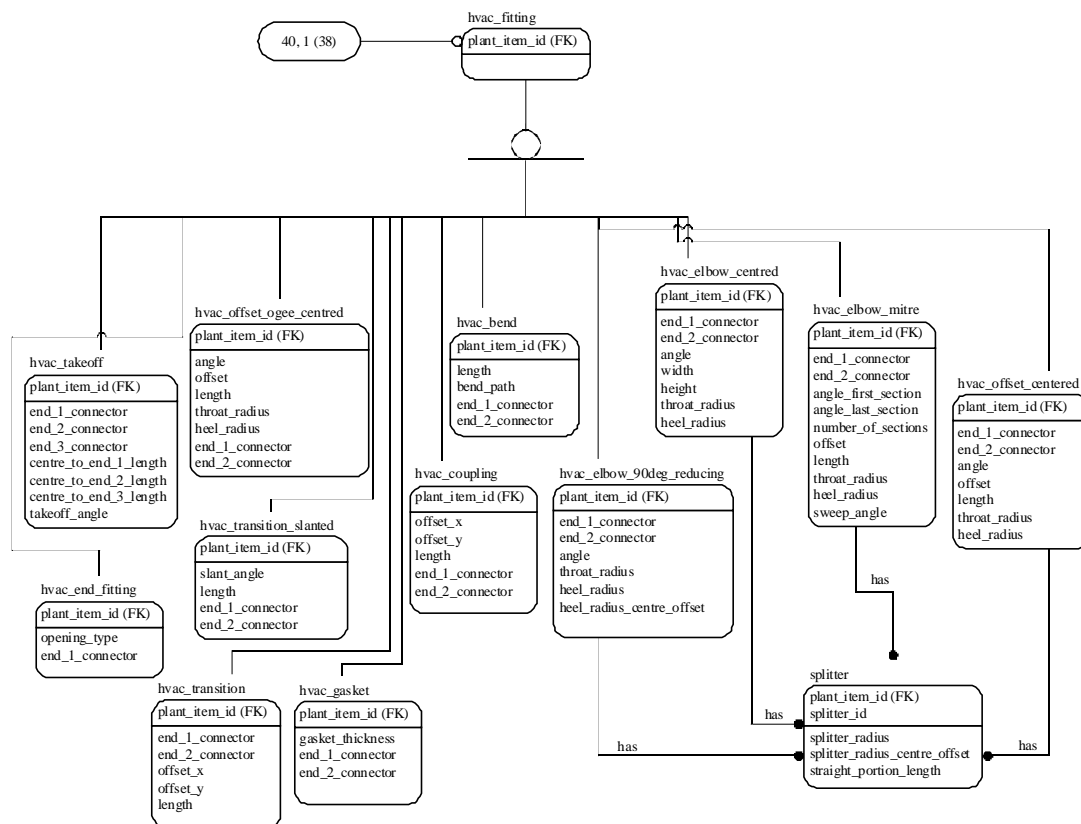 hvac_fitting
40, 1 (38)
plant_item_id (FK)
hvac_elbow_centred
plant_item_id (FK)
end_1_connector
end_2_connector
angle
width
height
throat_radius
heel_radius
hvac_offset_ogee_centred
plant_item_id (FK)
angle
offset
length
throat_radius
heel_radius
end_1_connector
end_2_connector
hvac_bend
plant_item_id (FK)
length
bend_path
end_1_connector
end_2_connector
hvac_elbow_mitre
plant_item_id (FK)
end_1_connector
end_2_connector
angle_first_section
angle_last_section
number_of_sections
offset
length
throat_radius
heel_radius
sweep_angle
hvac_takeoff
plant_item_id (FK)
end_1_connector
end_2_connector
end_3_connector
centre_to_end_1_length
centre_to_end_2_length
centre_to_end_3_length
takeoff_angle
hvac_offset_centered
plant_item_id (FK)
end_1_connector
end_2_connector
angle
offset
length
throat_radius
heel_radius
hvac_coupling
plant_item_id (FK)
offset_x
offset_y
length
end_1_connector
end_2_connector
hvac_elbow_90deg_reducing
plant_item_id (FK)
end_1_connector
end_2_connector
angle
throat_radius
heel_radius
heel_radius_centre_offset
hvac_transition_slanted
plant_item_id (FK)
slant_angle
length
end_1_connector
end_2_connector
hvac_end_fitting
plant_item_id (FK)
opening_type
end_1_connector
has
hvac_transition
plant_item_id (FK)
end_1_connector
end_2_connector
offset_x
offset_y
length
hvac_gasket
plant_item_id (FK)
gasket_thickness
end_1_connector
end_2_connector
splitter
plant_item_id (FK)
splitter_id
splitter_radius
splitter_radius_centre_offset
straight_portion_length
has
has
has